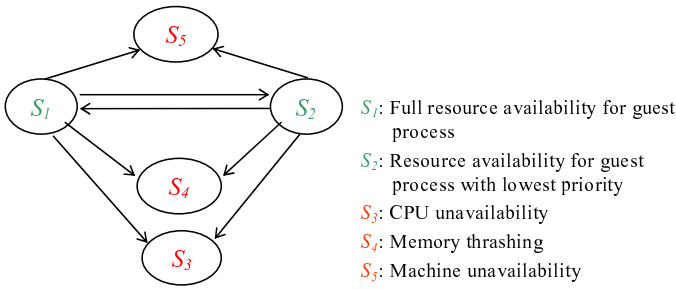 S5
S1
S2
S4
S3
S1: Full resource availability for guest
process
S2: Resource availability for guest
process with lowest priority
S3: CPU unavailability
S4: Memory thrashing
S5: Machine unavailability